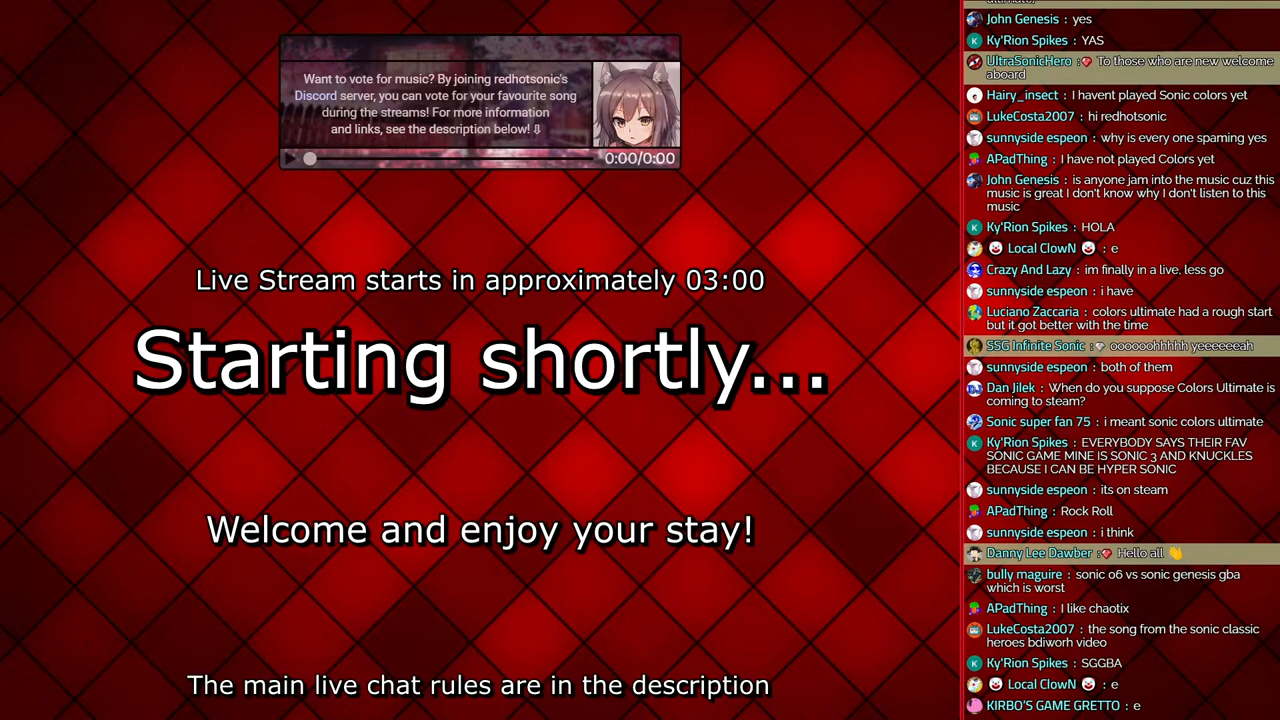 Want to vote for music? By joining redhotsonic's
Discord server, you can vote for your favourite song
during the streams! For more information
and links, see the description below! ⇩
0:00/0:00
Live Stream starts in approximately 03:00
Starting shortly...
Welcome and enjoy your stay!
The main live chat rules are in the description
John Genesis : yes
K Ky'Rion Spikes : YAS
UltraSonicHero : To those who are new welcome
aboard
Hairy_insect : I havent played Sonic colors yet
LukeCosta2007 : hi redhotsonic
sunnyside espeon : why is every one spaming yes
APadThing : I have not played Colors yet
John Genesis : is anyone jam into the music cuz this
music is great I don't know why I don't listen to this
music
K Ky'Rion Spikes : HOLA
🤡 Local ClowN 🤡 : e
Crazy And Lazy : im finally in a live, less go
sunnyside espeon : i have
Luciano Zaccaria : colors ultimate had a rough start
but it got better with the time
SSG Infinite Sonic : oooooohhhhh yeeeeeeah
sunnyside espeon : both of them
DJ Dan Jilek : When do you suppose Colors Ultimate is
coming to steam?
Sonic super fan 75 : i meant sonic colors ultimate
K Ky'Rion Spikes : EVERYBODY SAYS THEIR FAV
SONIC GAME MINE IS SONIC 3 AND KNUCKLES
BECAUSE I CAN BE HYPER SONIC
sunnyside espeon : its on steam
APadThing : Rock Roll
sunnyside espeon : i think
Danny Lee Dawber : Hello all 👋
bully maguire : sonic o6 vs sonic genesis gba
which is worst
APadThing : I like chaotix
LukeCosta2007 : the song from the sonic classic
heroes bdiworh video
K Ky'Rion Spikes : SGGBA
🤡 Local ClowN 🤡 : e
KIRBO'S GAME GRETTO : e